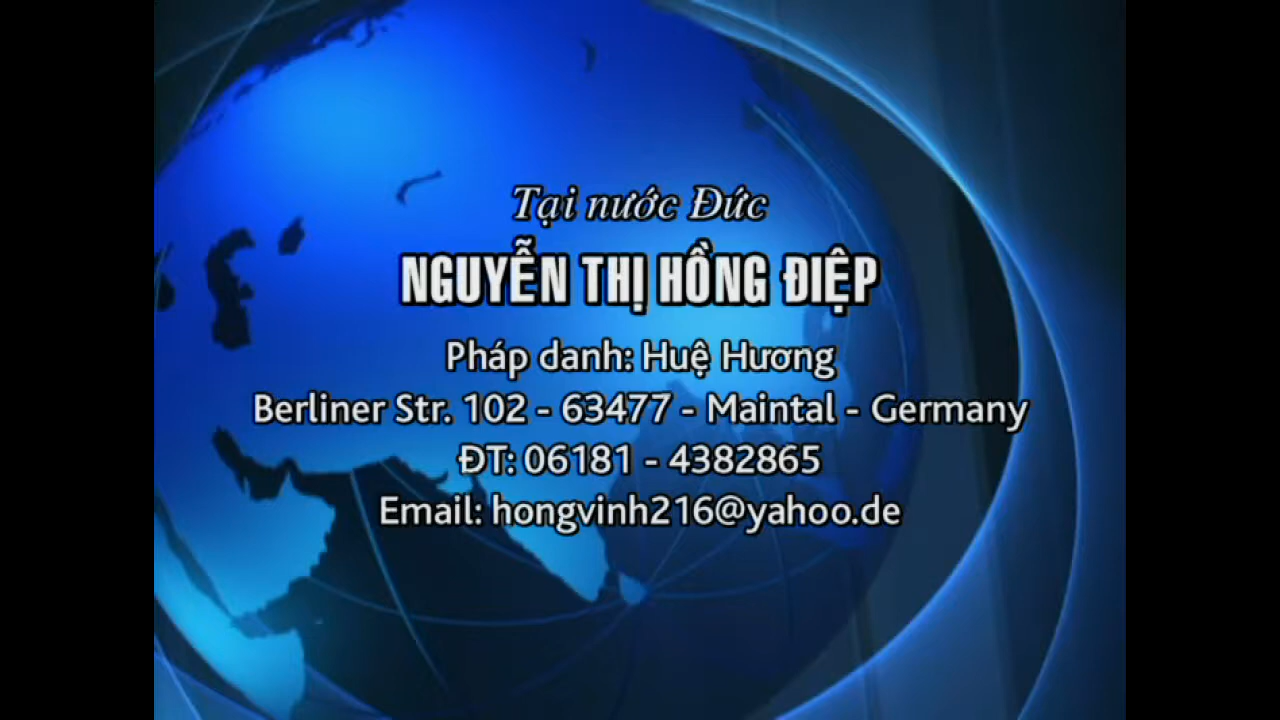 Tại nước Đức
NGUYỄN THỊ HỒNG ĐIỆP
Pháp danh: Huệ Hương
Berliner Str. 102 - 63477 - Maintal - Germany
ĐT: 06181 - 4382865
Email: hongvinh216@yahoo.de